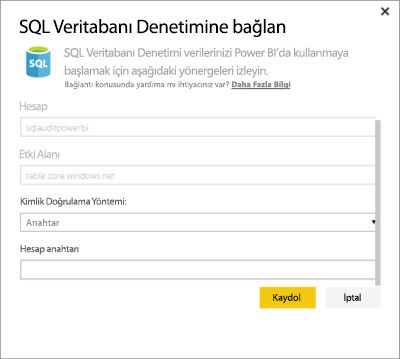 SQL Veritabanı Denetimine bağlan
SQL
SQL Veritabanı Denetimi verilerinizi Power BI'da kullanmaya
başlamak için aşağıdaki yönergeleri izleyin.
Bağlantı konusunda yardıma mı ihtiyacınız var? Daha Fazla Bilgi
Hesap
sqlauditpowerbi
Etki Alanı
table.core.windows.net
Kimlik Doğrulama Yöntemi:
Anahtar
Hesap anahtarı
Kaydol
İptal